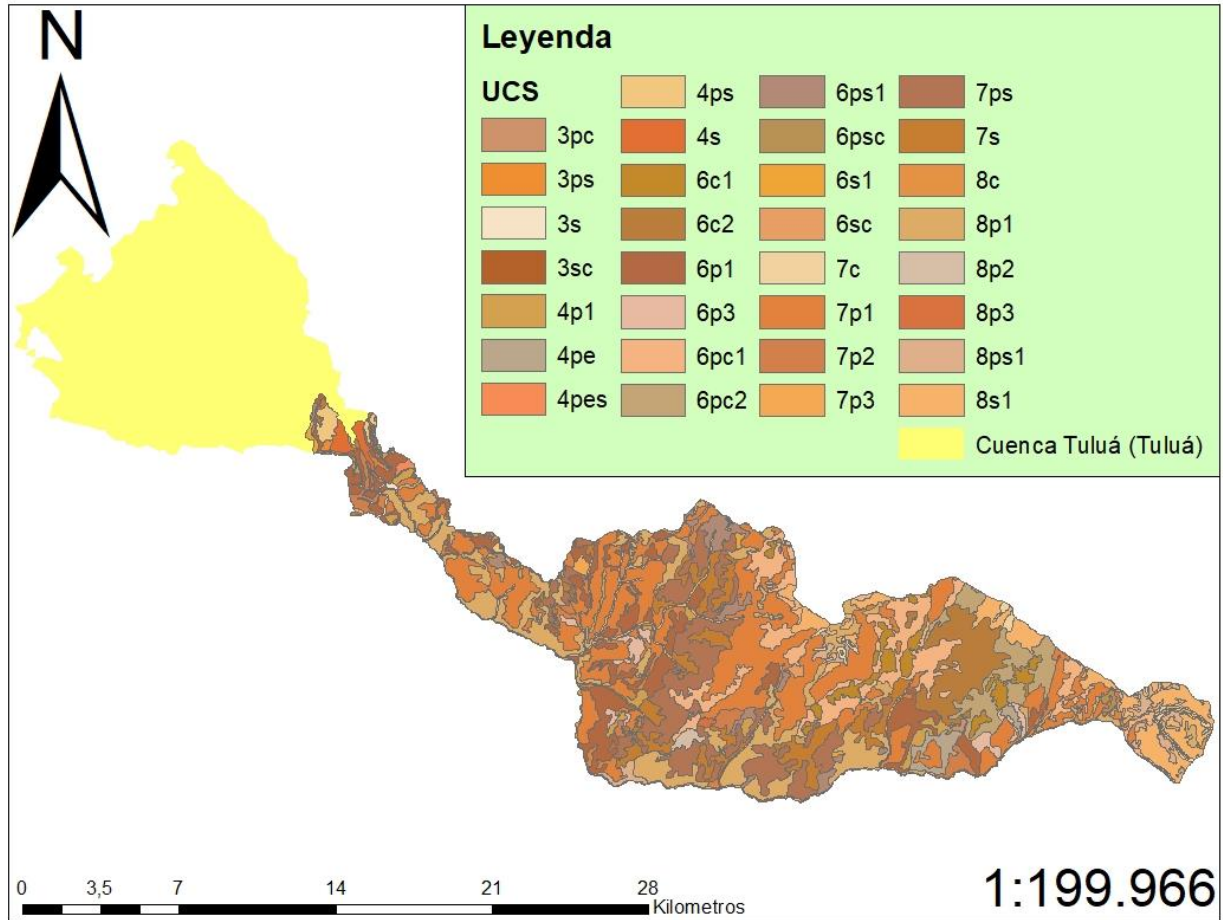 N
Leyenda
UCS
3pc
3ps
3s
3sc
4p1
4pe
4pes
4ps
4s
6c1
6c2
6p1
6p3
6pc1
6pc2
6ps1
6psc
6s1
6sc
7c
7p1
7p2
7p3
7ps
7s
8c
8p1
8p2
8p3
8ps1
8s1
Cuenca Tuluá (Tuluá)
0 3,5 7 14 21 28
Kilometros
1:199.966